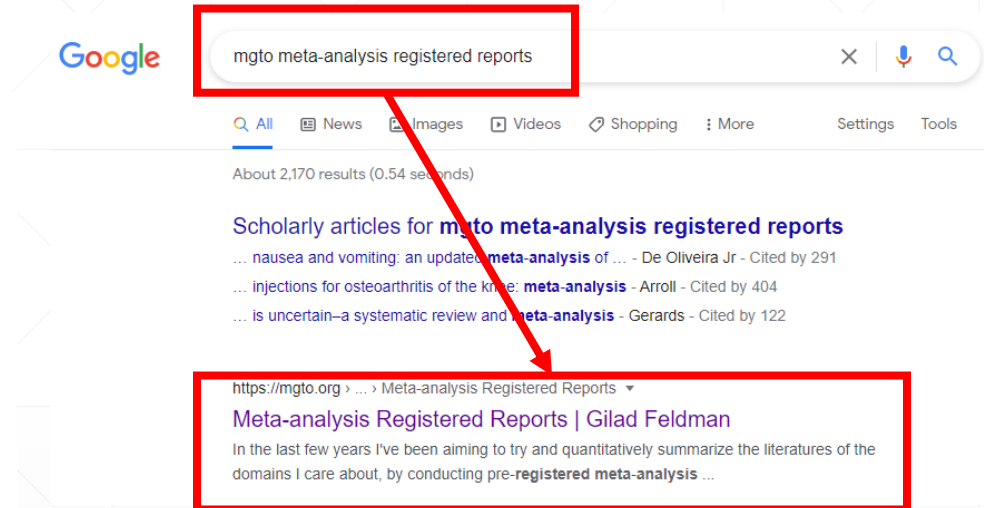 Google
mgto meta-analysis registered reports
All News Images Videos Shopping More Settings Tools
About 2,170 results (0.54 seconds)
Scholarly articles for mgto meta-analysis registered reports
… nausea and vomiting: an updated meta-analysis of … - De Oliveira Jr - Cited by 291
… injections for osteoarthritis of the knee: meta-analysis - Arroll - Cited by 404
… is uncertain–a systematic review and meta-analysis - Gerards - Cited by 122
https://mgto.org › ... › Meta-analysis Registered Reports
Meta-analysis Registered Reports | Gilad Feldman
In the last few years I've been aiming to try and quantitatively summarize the literatures of the
domains I care about, by conducting pre-registered meta-analysis ...